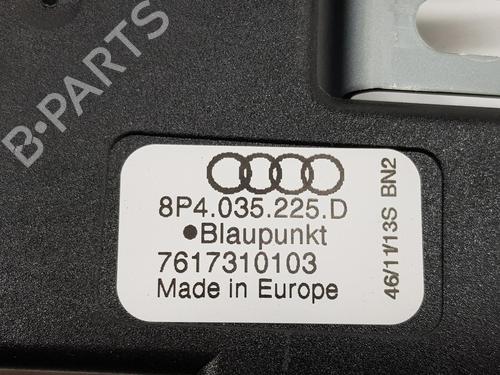 B-PARTS
8P4.035.225.D
•Blaupunkt
7617310103
Made in Europe
46/11/13S BN2